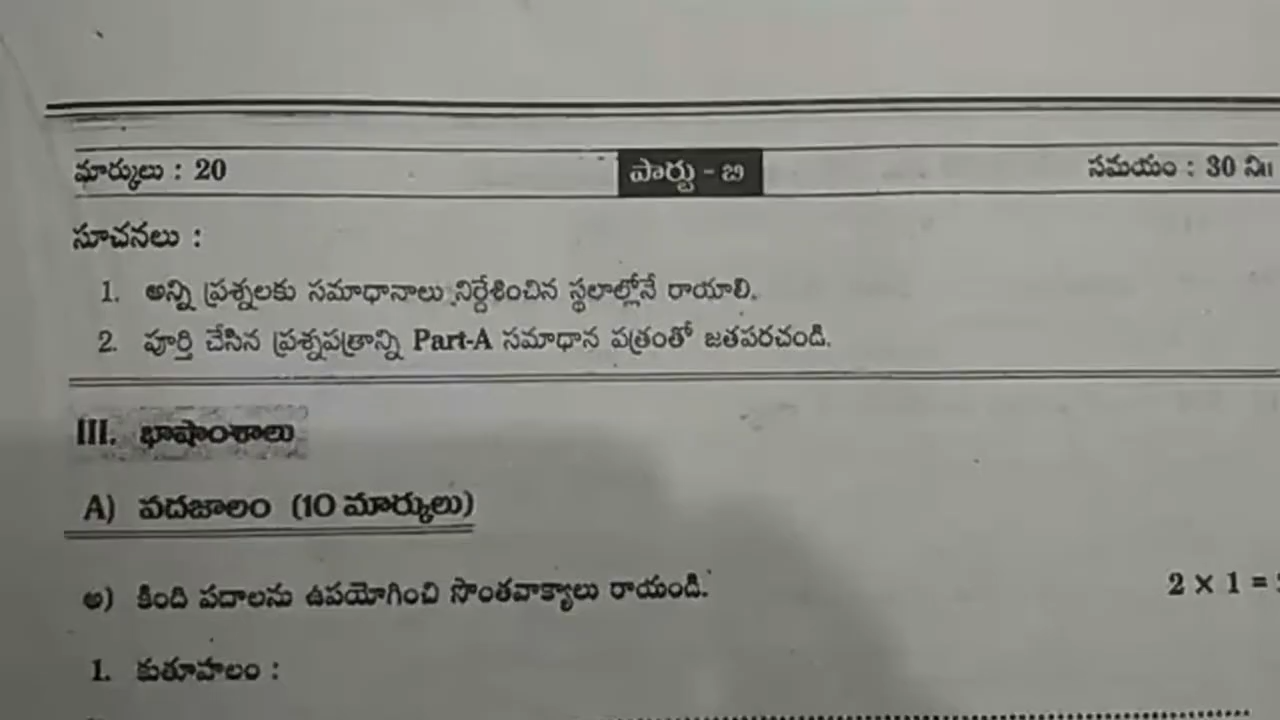 మార్కులు : 20 పార్టు - బి సమయం : 30 ని॥
సూచనలు :
1. అన్ని ప్రశ్నలకు సమాధానాలు నిర్దేశించిన స్థలాల్లోనే రాయాలి.
2. పూర్తి చేసిన ప్రశ్నపత్రాన్ని Part-A సమాధాన పత్రంతో జతపరచండి.
III. భాషాంశాలు
A) పదజాలం (10 మార్కులు)
అ) కింది పదాలను ఉపయోగించి సొంతవాక్యాలు రాయండి. 2 × 1 =
1. కుతూహలం :